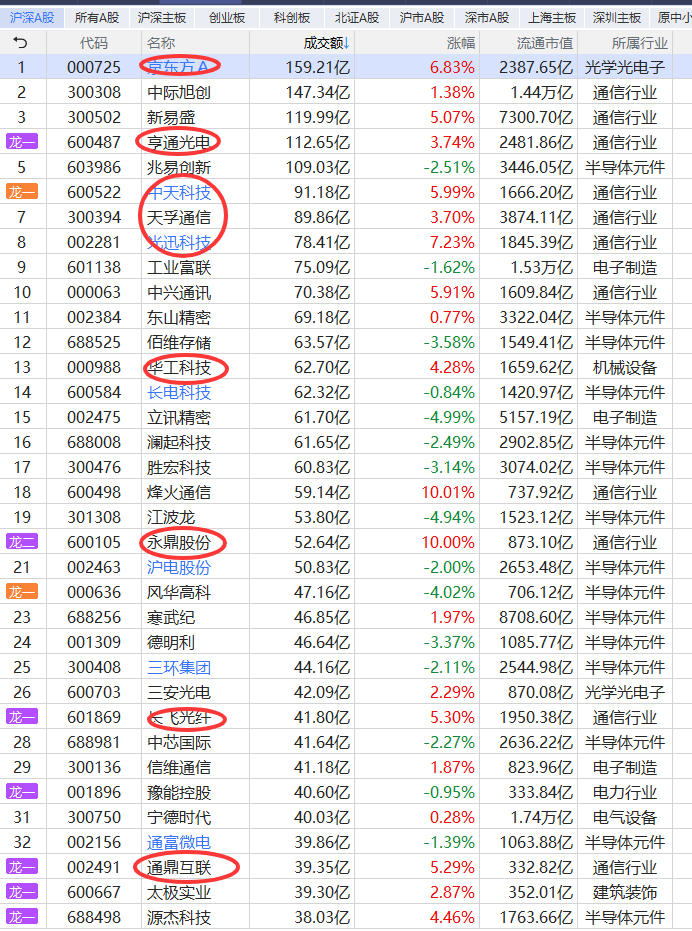 沪深A股 所有A股 沪深主板 创业板 科创板 北证A股 沪市A股 深市A股 上海主板 深圳主板 原中小
代码 名称 成交额↓ 涨幅 流通市值 所属行业
1 000725 京东方A 159.21亿 6.83% 2387.65亿 光学光电子
2 300308 中际旭创 147.34亿 1.38% 1.44万亿 通信行业
3 300502 新易盛 119.99亿 5.07% 7300.70亿 通信行业
龙一 600487 亨通光电 112.65亿 3.74% 2481.86亿 通信行业
5 603986 兆易创新 109.03亿 -2.51% 3446.05亿 半导体元件
龙一 600522 中天科技 91.18亿 5.99% 1666.20亿 通信行业
7 300394 天孚通信 89.86亿 3.70% 3874.11亿 通信行业
8 002281 光迅科技 78.41亿 7.23% 1845.39亿 通信行业
9 601138 工业富联 75.09亿 -1.62% 1.53万亿 电子制造
10 000063 中兴通讯 70.38亿 5.91% 1609.84亿 通信行业
11 002384 东山精密 69.18亿 0.77% 3322.04亿 半导体元件
12 688525 佰维存储 63.57亿 -3.58% 1549.41亿 半导体元件
13 000988 华工科技 62.70亿 4.28% 1659.62亿 机械设备
14 600584 长电科技 62.32亿 -0.84% 1420.97亿 半导体元件
15 002475 立讯精密 61.70亿 -4.99% 5157.19亿 电子制造
16 688008 澜起科技 61.65亿 -2.49% 2902.85亿 半导体元件
17 300476 胜宏科技 60.83亿 -3.14% 3074.02亿 半导体元件
18 600498 烽火通信 59.14亿 10.01% 737.92亿 通信行业
19 301308 江波龙 53.80亿 -4.94% 1523.12亿 半导体元件
龙二 600105 永鼎股份 52.64亿 10.00% 873.10亿 通信行业
21 002463 沪电股份 50.83亿 -2.00% 2653.48亿 半导体元件
龙一 000636 风华高科 47.16亿 -4.02% 706.12亿 半导体元件
23 688256 寒武纪 46.85亿 1.97% 8708.60亿 半导体元件
24 001309 德明利 46.64亿 -3.37% 1085.77亿 半导体元件
25 300408 三环集团 44.16亿 -2.11% 2544.98亿 半导体元件
26 600703 三安光电 42.09亿 2.29% 870.08亿 光学光电子
龙一 601869 长飞光纤 41.80亿 5.30% 1950.38亿 通信行业
28 688981 中芯国际 41.64亿 -2.27% 2636.22亿 半导体元件
29 300136 信维通信 41.18亿 1.87% 823.96亿 电子制造
龙一 001896 豫能控股 40.60亿 -0.95% 333.84亿 电力行业
31 300750 宁德时代 40.03亿 0.28% 1.74万亿 电气设备
32 002156 通富微电 39.86亿 -1.39% 1063.88亿 半导体元件
龙一 002491 通鼎互联 39.35亿 5.29% 332.82亿 通信行业
龙一 600667 太极实业 39.30亿 2.87% 352.01亿 建筑装饰
龙一 688498 源杰科技 38.03亿 4.46% 1763.66亿 半导体元件